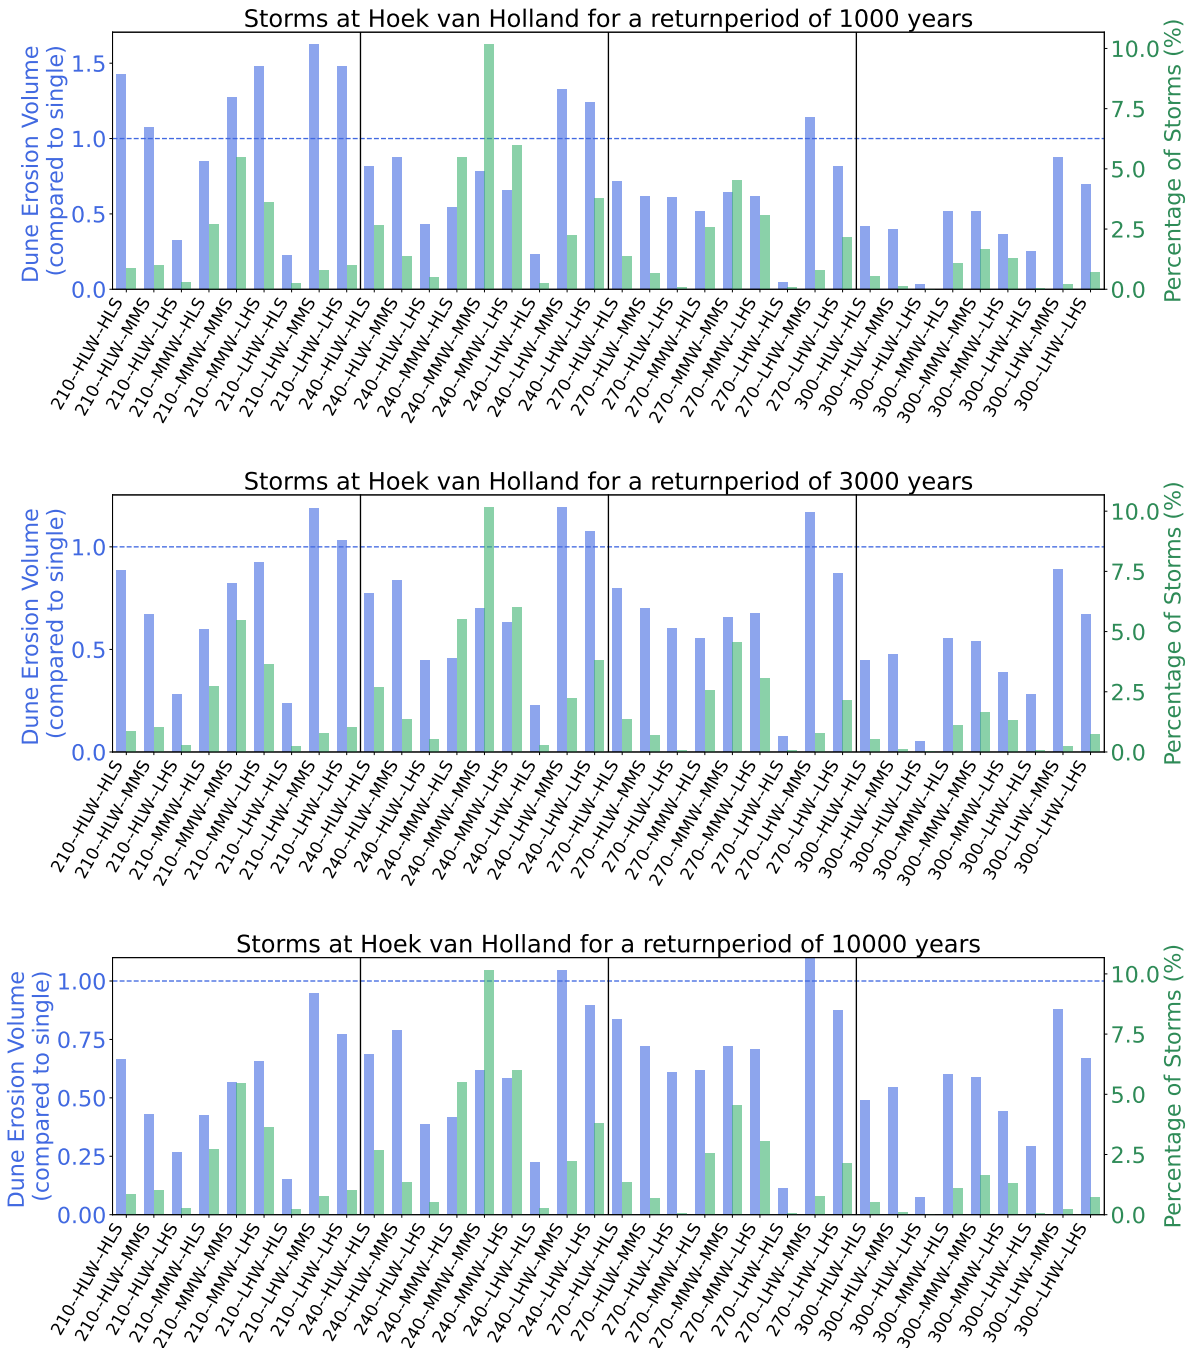 Storms at Hoek van Holland for a returnperiod of 1000 years
Dune Erosion Volume
(compared to single)
1.5
1.0
0.5
0.0
10.0
7.5
5.0
2.5
0.0
Percentage of Storms (%)
210--HLW--HLS
210--HLW--MMS
210--HLW--LHS
210--MMW--HLS
210--MMW--MMS
210--MMW--LHS
210--LHW--HLS
210--LHW--MMS
210--LHW--LHS
240--HLW--HLS
240--HLW--MMS
240--HLW--LHS
240--MMW--HLS
240--MMW--MMS
240--MMW--LHS
240--LHW--HLS
240--LHW--MMS
240--LHW--LHS
270--HLW--HLS
270--HLW--MMS
270--HLW--LHS
270--MMW--HLS
270--MMW--MMS
270--MMW--LHS
270--LHW--HLS
270--LHW--MMS
270--LHW--LHS
300--HLW--HLS
300--HLW--MMS
300--HLW--LHS
300--MMW--HLS
300--MMW--MMS
300--MMW--LHS
300--LHW--HLS
300--LHW--MMS
300--LHW--LHS
Storms at Hoek van Holland for a returnperiod of 3000 years
Dune Erosion Volume
(compared to single)
1.0
0.5
0.0
10.0
7.5
5.0
2.5
0.0
Percentage of Storms (%)
210--HLW--HLS
210--HLW--MMS
210--HLW--LHS
210--MMW--HLS
210--MMW--MMS
210--MMW--LHS
210--LHW--HLS
210--LHW--MMS
210--LHW--LHS
240--HLW--HLS
240--HLW--MMS
240--HLW--LHS
240--MMW--HLS
240--MMW--MMS
240--MMW--LHS
240--LHW--HLS
240--LHW--MMS
240--LHW--LHS
270--HLW--HLS
270--HLW--MMS
270--HLW--LHS
270--MMW--HLS
270--MMW--MMS
270--MMW--LHS
270--LHW--HLS
270--LHW--MMS
270--LHW--LHS
300--HLW--HLS
300--HLW--MMS
300--HLW--LHS
300--MMW--HLS
300--MMW--MMS
300--MMW--LHS
300--LHW--HLS
300--LHW--MMS
300--LHW--LHS
Storms at Hoek van Holland for a returnperiod of 10000 years
Dune Erosion Volume
(compared to single)
1.00
0.75
0.50
0.25
0.00
10.0
7.5
5.0
2.5
0.0
Percentage of Storms (%)
210--HLW--HLS
210--HLW--MMS
210--HLW--LHS
210--MMW--HLS
210--MMW--MMS
210--MMW--LHS
210--LHW--HLS
210--LHW--MMS
210--LHW--LHS
240--HLW--HLS
240--HLW--MMS
240--HLW--LHS
240--MMW--HLS
240--MMW--MMS
240--MMW--LHS
240--LHW--HLS
240--LHW--MMS
240--LHW--LHS
270--HLW--HLS
270--HLW--MMS
270--HLW--LHS
270--MMW--HLS
270--MMW--MMS
270--MMW--LHS
270--LHW--HLS
270--LHW--MMS
270--LHW--LHS
300--HLW--HLS
300--HLW--MMS
300--HLW--LHS
300--MMW--HLS
300--MMW--MMS
300--MMW--LHS
300--LHW--HLS
300--LHW--MMS
300--LHW--LHS